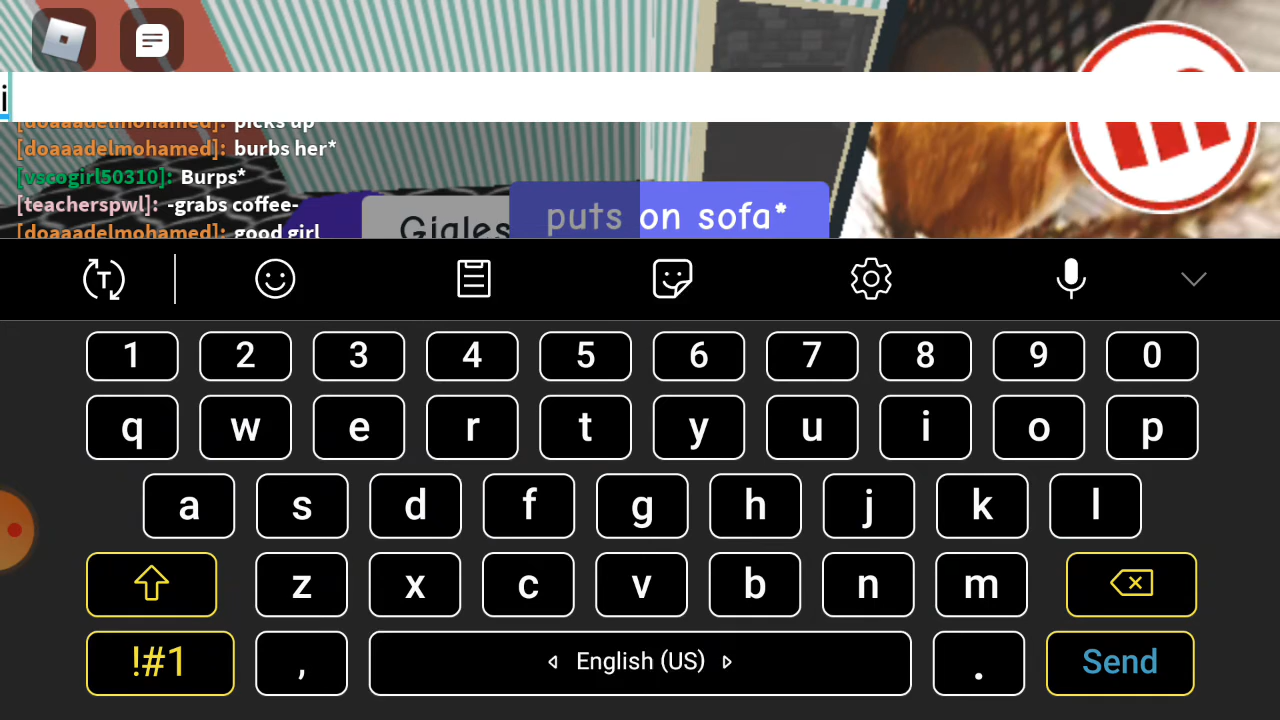 i
[doaaadelmohamed]: picks up
[doaaadelmohamed]: burbs her*
[vscogirl50310]: Burps*
[teacherspwl]: -grabs coffee-
[doaaadelmohamed]: good girl
Gigles
puts on sofa*
T
1 2 3 4 5 6 7 8 9 0
q w e r t y u i o p
a s d f g h j k l
z x c v b n m
!#1 , English (US) . Send